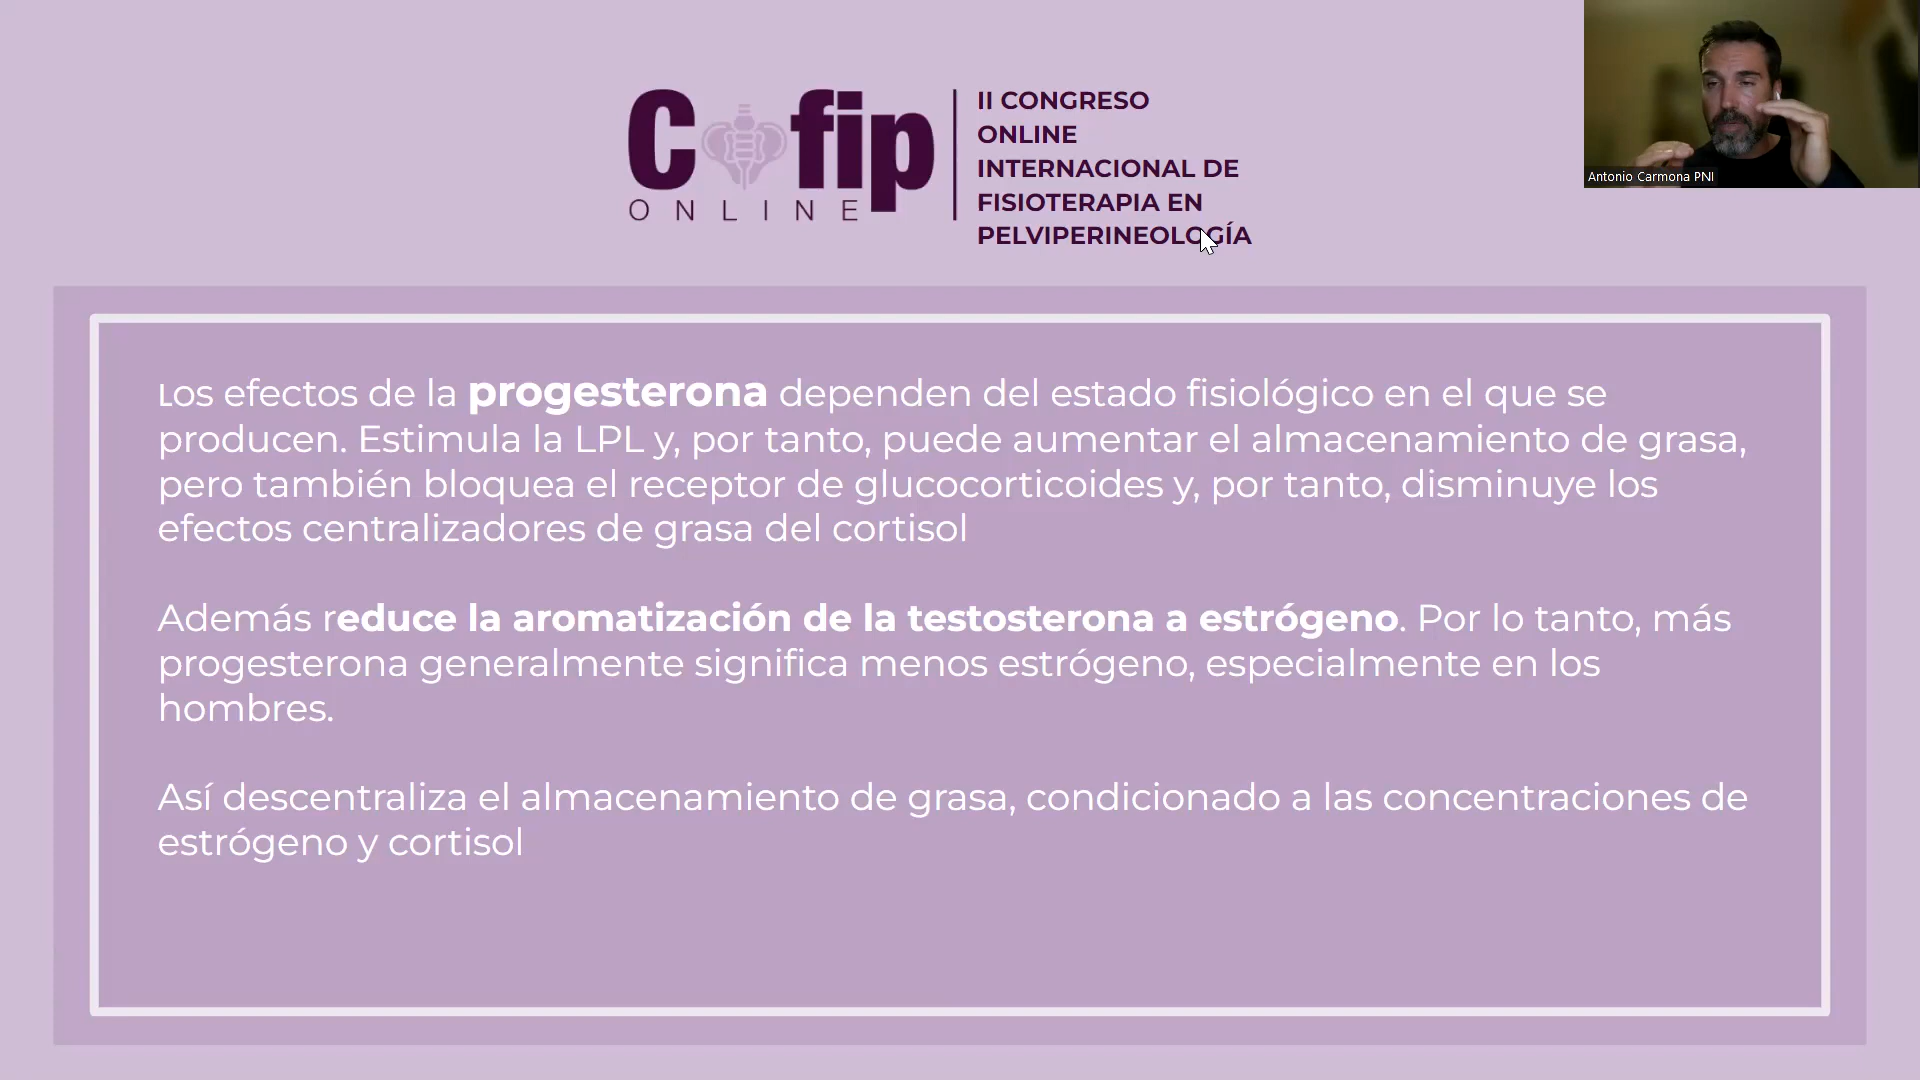 Cofip
ONLINE
II CONGRESO
ONLINE
INTERNACIONAL DE
FISIOTERAPIA EN
PELVIPERINEOLOGÍA
Antonio Carmona PNI
Los efectos de la progesterona dependen del estado fisiológico en el que se
producen. Estimula la LPL y, por tanto, puede aumentar el almacenamiento de grasa,
pero también bloquea el receptor de glucocorticoides y, por tanto, disminuye los
efectos centralizadores de grasa del cortisol
Además reduce la aromatización de la testosterona a estrógeno. Por lo tanto, más
progesterona generalmente significa menos estrógeno, especialmente en los
hombres.
Así descentraliza el almacenamiento de grasa, condicionado a las concentraciones de
estrógeno y cortisol